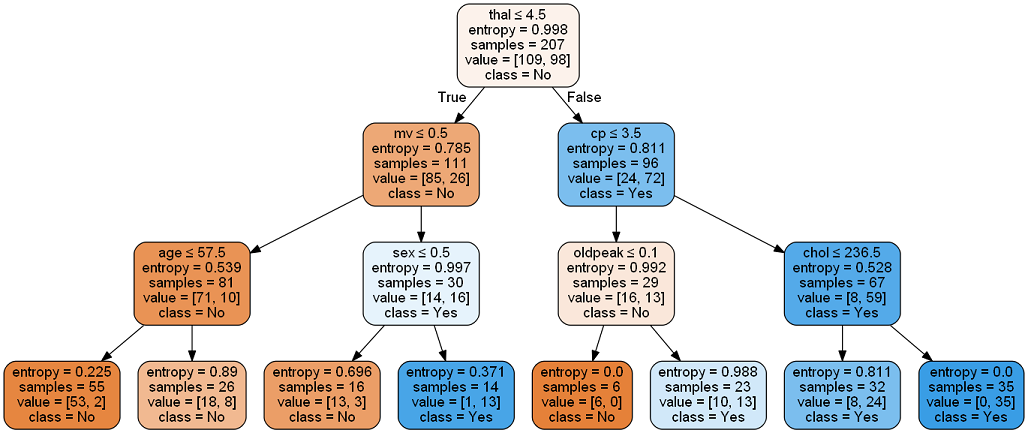 thal ≤ 4.5
entropy = 0.998
samples = 207
value = [109, 98]
class = No
True
False
mv ≤ 0.5
entropy = 0.785
samples = 111
value = [85, 26]
class = No
cp ≤ 3.5
entropy = 0.811
samples = 96
value = [24, 72]
class = Yes
age ≤ 57.5
entropy = 0.539
samples = 81
value = [71, 10]
class = No
sex ≤ 0.5
entropy = 0.997
samples = 30
value = [14, 16]
class = Yes
oldpeak ≤ 0.1
entropy = 0.992
samples = 29
value = [16, 13]
class = No
chol ≤ 236.5
entropy = 0.528
samples = 67
value = [8, 59]
class = Yes
entropy = 0.225
samples = 55
value = [53, 2]
class = No
entropy = 0.89
samples = 26
value = [18, 8]
class = No
entropy = 0.696
samples = 16
value = [13, 3]
class = No
entropy = 0.371
samples = 14
value = [1, 13]
class = Yes
entropy = 0.0
samples = 6
value = [6, 0]
class = No
entropy = 0.988
samples = 23
value = [10, 13]
class = Yes
entropy = 0.811
samples = 32
value = [8, 24]
class = Yes
entropy = 0.0
samples = 35
value = [0, 35]
class = Yes